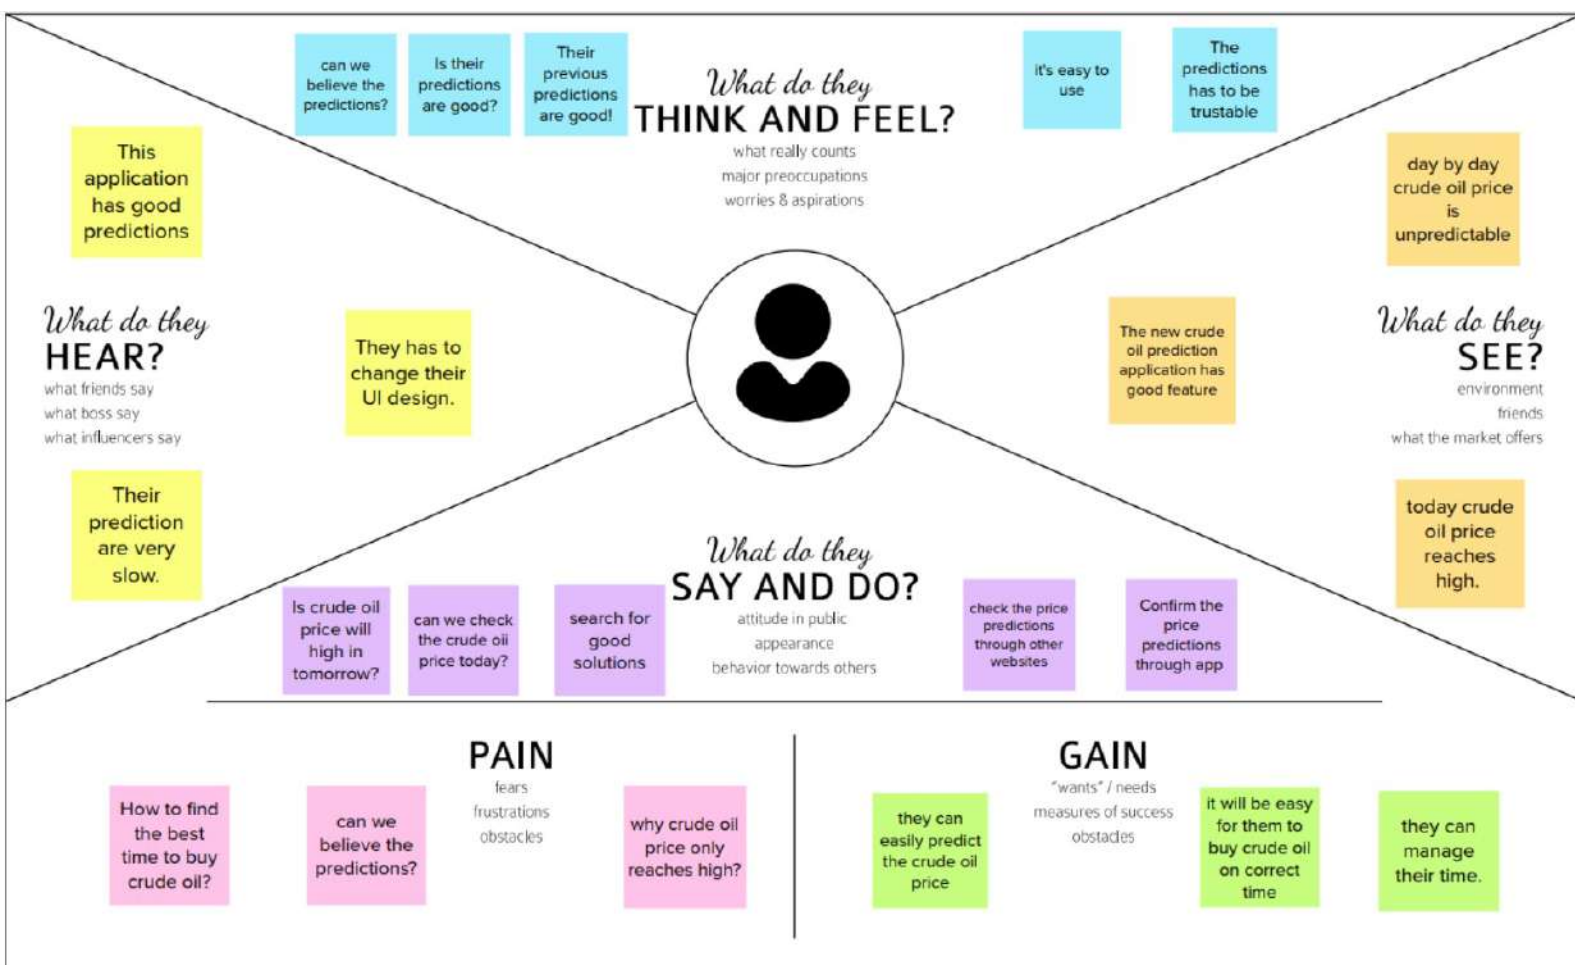 can we
believe the
predictions?
Is their
predictions
are good?
Their
previous
predictions
are good!
What do they
THINK AND FEEL?
what really counts
major preoccupations
worries & aspirations
it's easy to
use
The
predictions
has to be
trustable
This
application
has good
predictions
What do they
HEAR?
what friends say
what boss say
what influencers say
They has to
change their
UI design.
Their
prediction
are very
slow.
day by day
crude oil price
is
unpredictable
The new crude
oil prediction
application has
good feature
What do they
SEE?
environment
friends
what the market offers
today crude
oil price
reaches
high.
What do they
SAY AND DO?
attitude in public
appearance
behavior towards others
Is crude oil
price will
high in
tomorrow?
can we check
the crude oil
price today?
search for
good
solutions
check the price
predictions
through other
websites
Confirm the
price
predictions
through app
PAIN
fears
frustrations
obstacles
How to find
the best
time to buy
crude oil?
can we
believe the
predictions?
why crude oil
price only
reaches high?
GAIN
"wants" / needs
measures of success
obstacles
they can
easily predict
the crude oil
price
it will be easy
for them to
buy crude oil
on correct
time
they can
manage
their time.